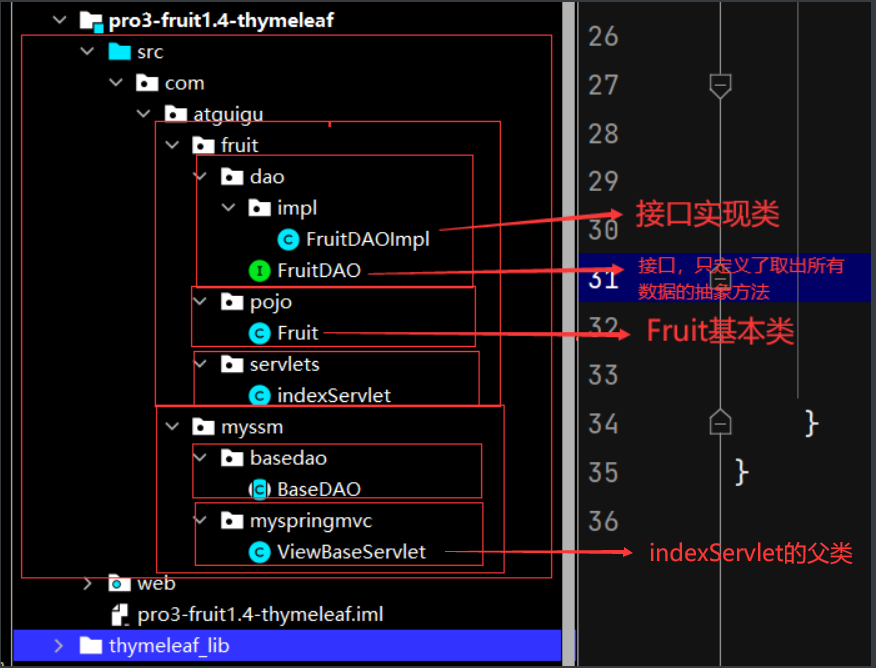 pro3-fruit1.4-thymeleaf
src
com
atguigu
fruit
dao
impl
FruitDAOImpl
FruitDAO
pojo
Fruit
servlets
indexServlet
myssm
basedao
BaseDAO
myspringmvc
ViewBaseServlet
web
pro3-fruit1.4-thymeleaf.iml
thymeleaf_lib
26
27
28
29
30
31
32
33
34 }
35 }
36
接口实现类
接口，只定义了取出所有
数据的抽象方法
Fruit基本类
indexServlet的父类